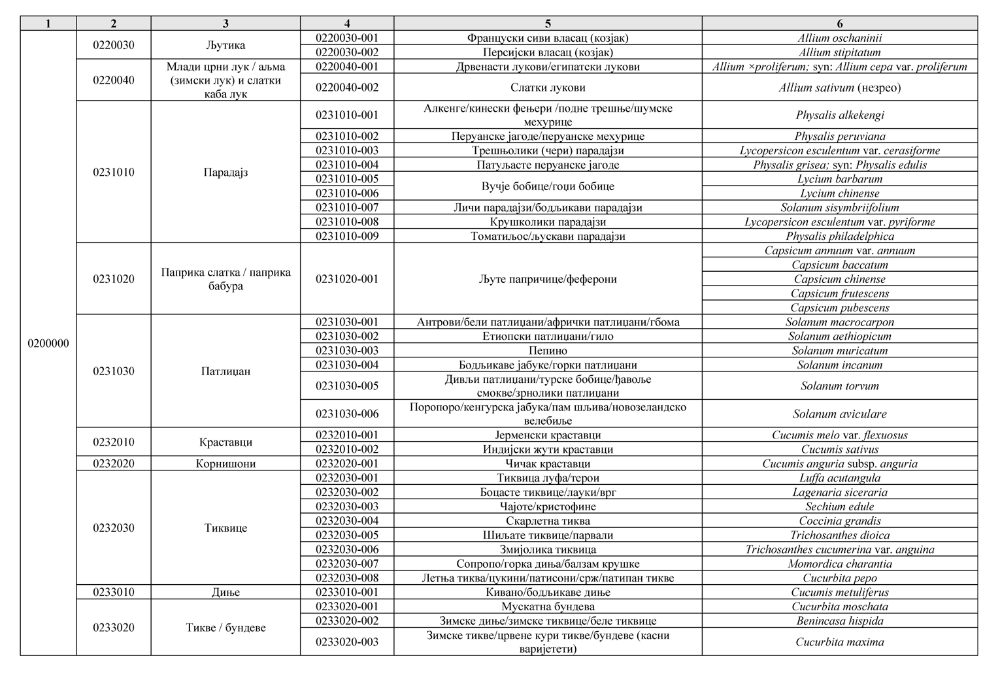 1 2 3 4 5 6
0200000
0220030 Љутика 0220030-001 Француски сиви власац (козјак) Allium oschaninii
0220030-002 Персијски власац (козјак) Allium stipitatum
0220040 Млади црни лук / аљма
(зимски лук) и слатки
каба лук
0220040-001 Дрвенасти лукови/египатски лукови Allium ×proliferum; syn: Allium cepa var. proliferum
0220040-002 Слатки лукови Allium sativum (незрео)
0231010 Парадајз
0231010-001 Алкенге/кинески фењери /подне трешње/шумске
мехурице
Physalis alkekengi
0231010-002 Перуанске јагоде/перуанске мехурице Physalis peruviana
0231010-003 Трешњолики (чери) парадајзи Lycopersicon esculentum var. cerasiforme
0231010-004 Патуљасте перуанске јагоде Physalis grisea; syn: Physalis edulis
0231010-005 Вучје бобице/гоџи бобице Lycium barbarum
0231010-006 Lycium chinense
0231010-007 Личи парадајзи/бодљикави парадајзи Solanum sisymbriifolium
0231010-008 Крушколики парадајзи Lycopersicon esculentum var. pyriforme
0231010-009 Томатиљос/љускави парадајзи Physalis philadelphica
0231020 Паприка слатка / паприка
бабура
0231020-001 Љуте папричице/феферони
Capsicum annuum var. annuum
Capsicum baccatum
Capsicum chinense
Capsicum frutescens
Capsicum pubescens
0231030 Патлиџан
0231030-001 Антрови/бели патлиџани/афрички патлиџани/гбома Solanum macrocarpon
0231030-002 Етиопски патлиџани/гило Solanum aethiopicum
0231030-003 Пепино Solanum muricatum
0231030-004 Бодљикаве јабуке/горки патлиџани Solanum incanum
0231030-005 Дивљи патлиџани/турске бобице/ђавоље
смокве/зрнолики патлиџани
Solanum torvum
0231030-006 Поропоро/кенгурска јабука/пам шљива/новозеландско
велебиље
Solanum aviculare
0232010 Краставци 0232010-001 Јерменски краставци Cucumis melo var. flexuosus
0232010-002 Индијски жути краставци Cucumis sativus
0232020 Корнишони 0232020-001 Чичак краставци Cucumis anguria subsp. anguria
0232030 Тиквице
0232030-001 Тиквица луфа/терои Luffa acutangula
0232030-002 Боцасте тиквице/лауки/врг Lagenaria siceraria
0232030-003 Чајоте/кристофине Sechium edule
0232030-004 Скарлетна тиква Coccinia grandis
0232030-005 Шиљате тиквице/парвали Trichosanthes dioica
0232030-006 Змијолика тиквица Trichosanthes cucumerina var. anguina
0232030-007 Сопропо/горка диња/балзам крушке Momordica charantia
0232030-008 Летња тиква/цукини/патисони/срж/патипан тикве Cucurbita pepo
0233010 Диње 0233010-001 Кивано/бодљикаве диње Cucumis metuliferus
0233020 Тикве / бундеве
0233020-001 Мускатна бундева Cucurbita moschata
0233020-002 Зимске диње/зимске тиквице/беле тиквице Benincasa hispida
0233020-003 Зимске тикве/црвене кури тикве/бундеве (касни
варијетети)
Cucurbita maxima